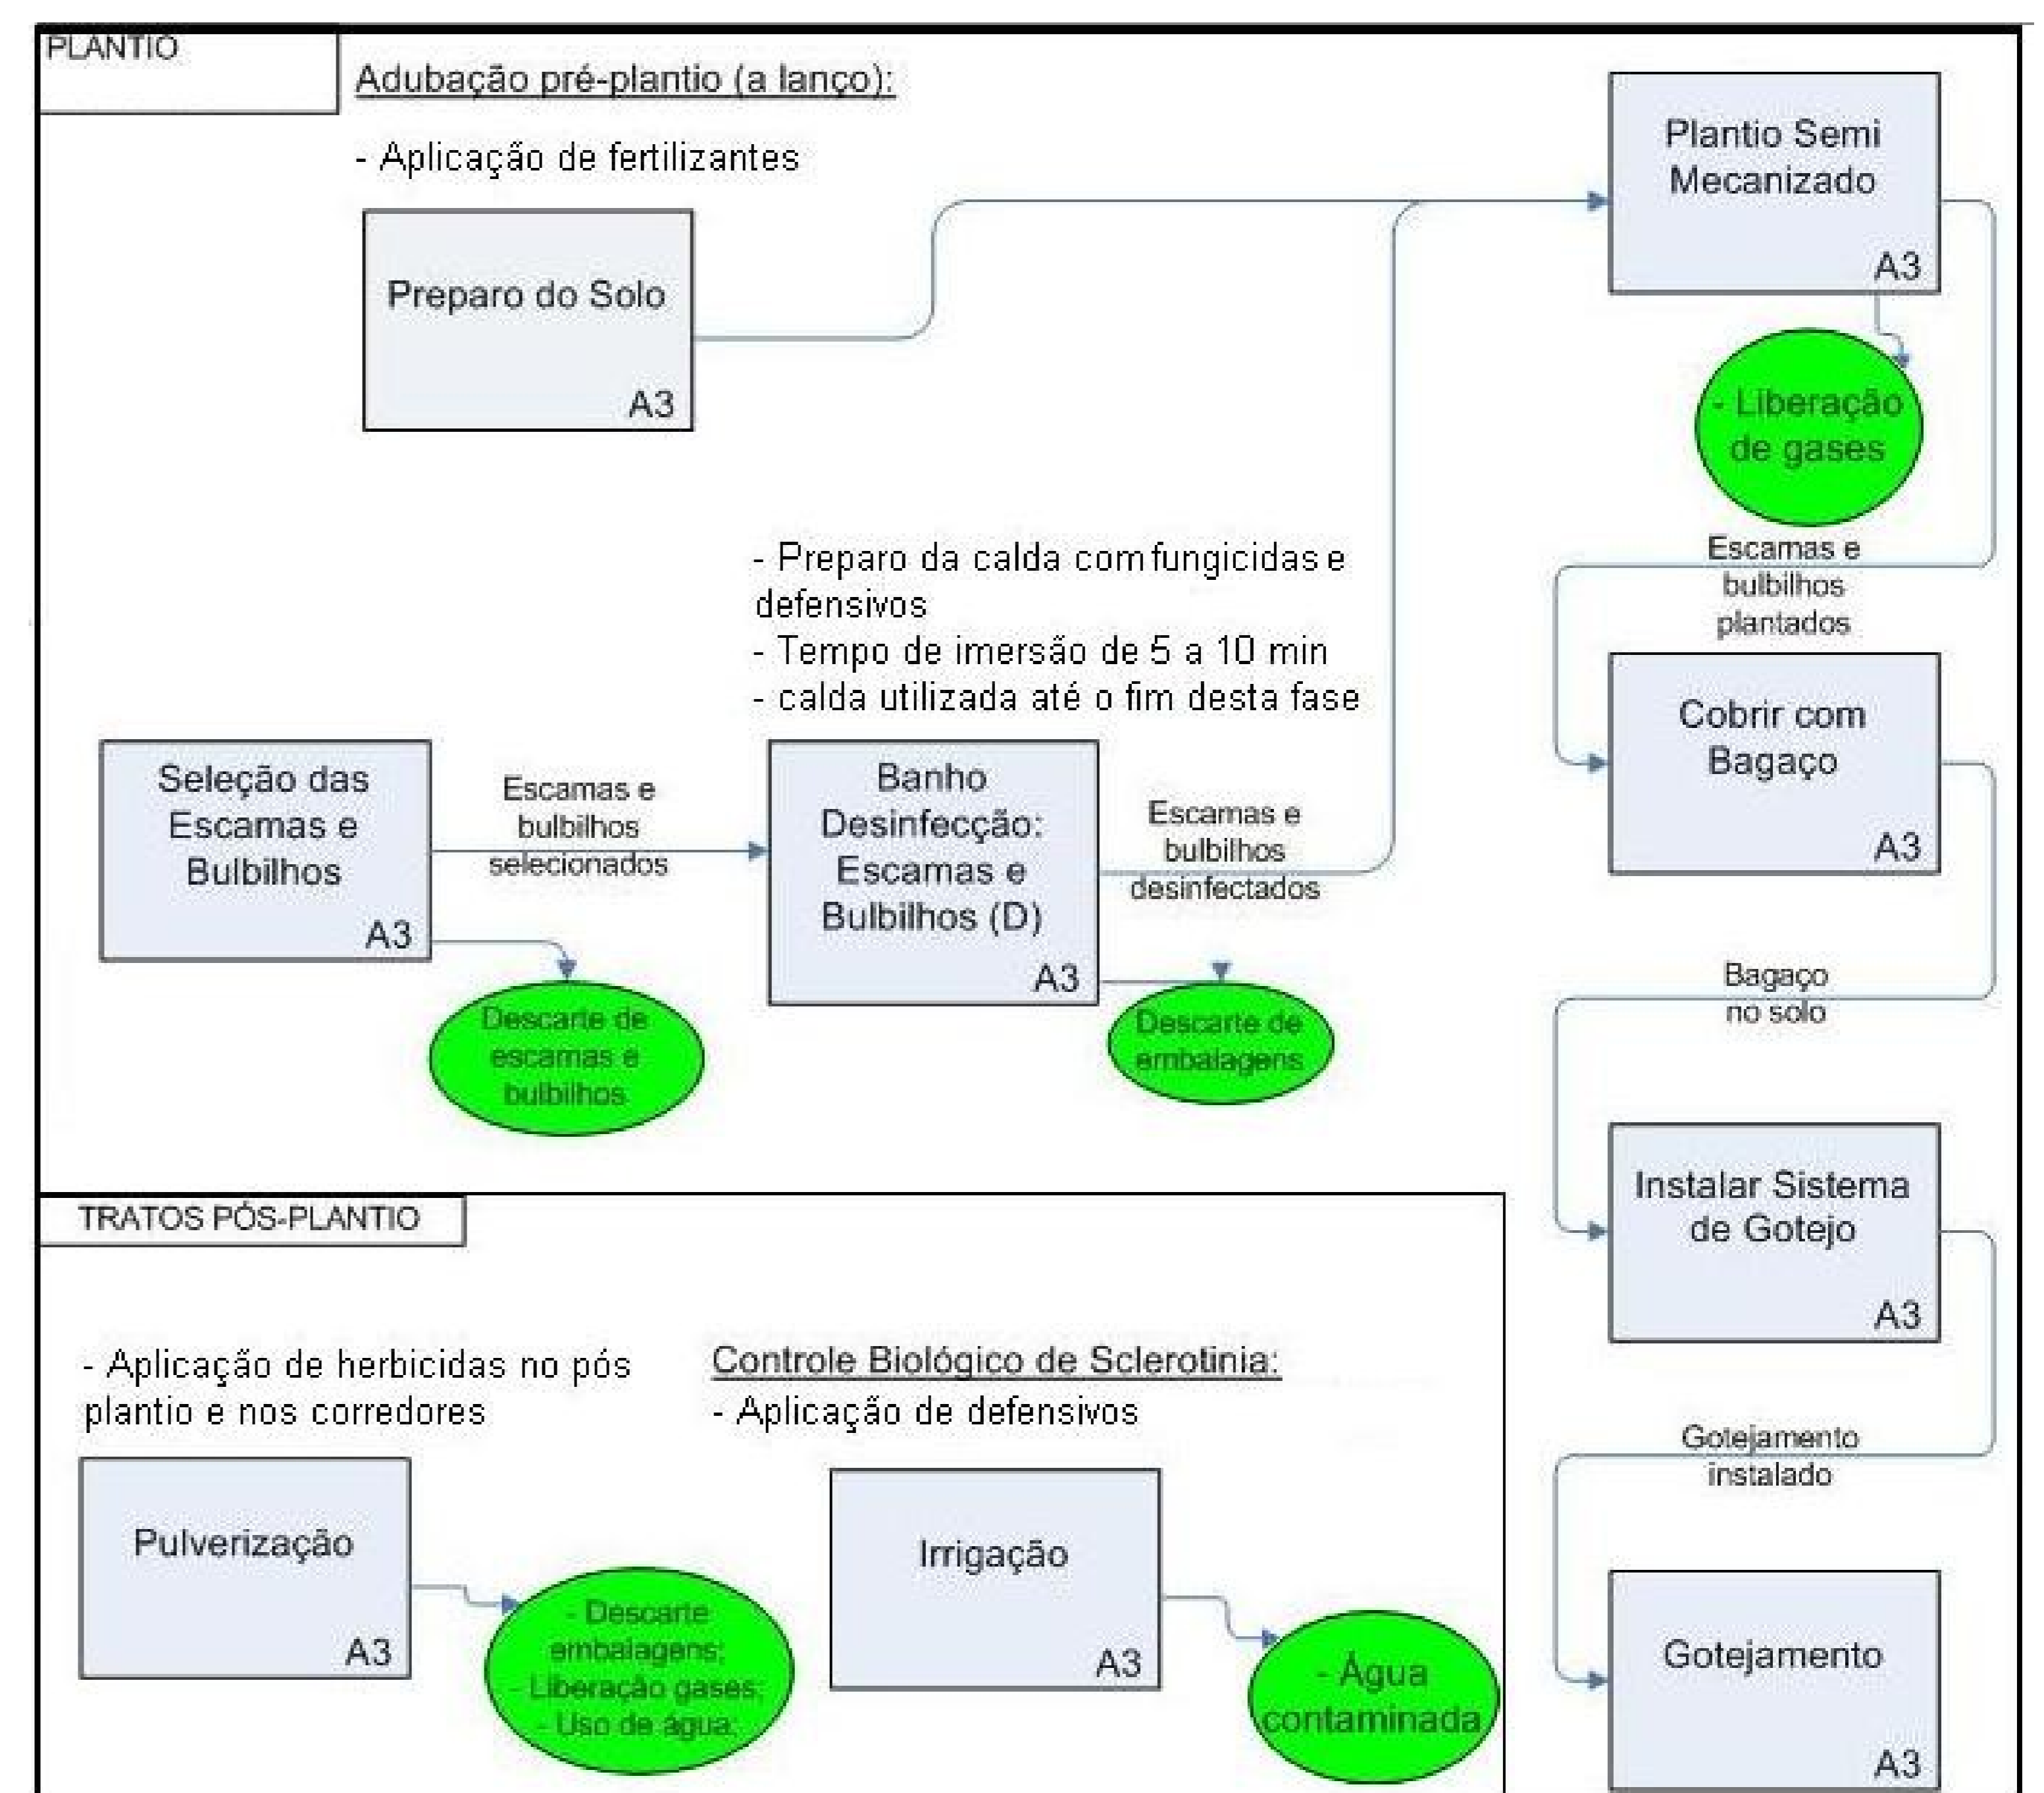 PLANTIO
Adubação pré-plantio (a lanço):
- Aplicação de fertilizantes
Preparo do Solo
A3
Plantio Semi
Mecanizado
A3
- Liberação
de gases
Escamas e
bulbilhos
plantados
- Preparo da calda com fungicidas e
defensivos
- Tempo de imersão de 5 a 10 min
- calda utilizada até o fim desta fase
Seleção das
Escamas e
Bulbilhos
A3
Escamas e
bulbilhos
selecionados
Banho
Desinfecção:
Escamas e
Bulbilhos (D)
A3
Escamas e
bulbilhos
desinfectados
Descarte de
escamas e
bulbilhos
Descarte de
embalagens
Cobrir com
Bagaço
A3
Bagaço
no solo
Instalar Sistema
de Gotejo
A3
Gotejamento
instalado
Gotejamento
A3
TRATOS PÓS-PLANTIO
- Aplicação de herbicidas no pós
plantio e nos corredores
Pulverização
A3
- Descarte
embalagens;
- Liberação gases;
- Uso de água;
Controle Biológico de Sclerotinia:
- Aplicação de defensivos
Irrigação
A3
- Água
contaminada